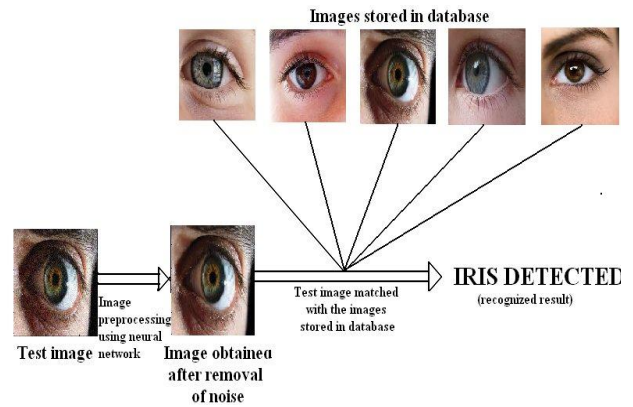 Images stored in database
IRIS DETECTED
(recognized result)
Test image matched
with the images
stored in database
Image
preprocessing
using neural
network
Test image
Image obtained
after removal
of noise